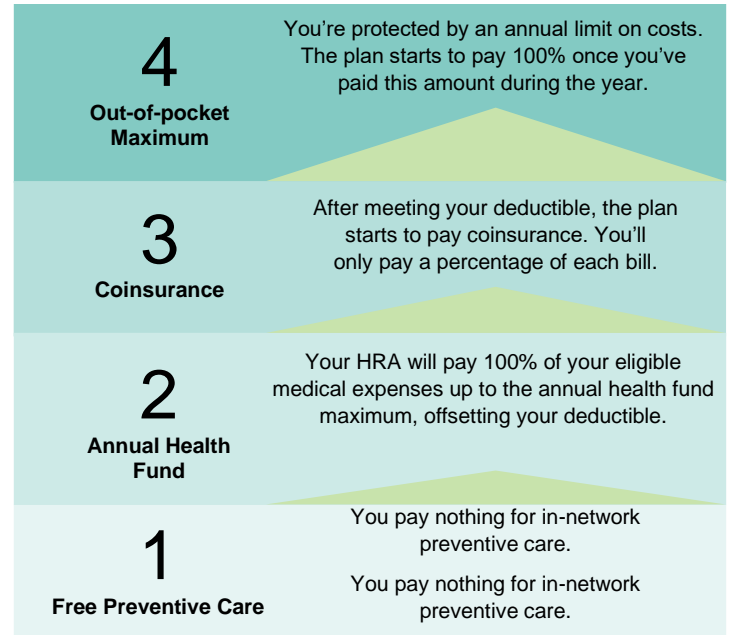 4
Out-of-pocket
Maximum
You’re protected by an annual limit on costs.
The plan starts to pay 100% once you’ve
paid this amount during the year.
3
Coinsurance
After meeting your deductible, the plan
starts to pay coinsurance. You’ll
only pay a percentage of each bill.
2
Annual Health
Fund
Your HRA will pay 100% of your eligible
medical expenses up to the annual health fund
maximum, offsetting your deductible.
1
Free Preventive Care
You pay nothing for in-network
preventive care.
You pay nothing for in-network
preventive care.